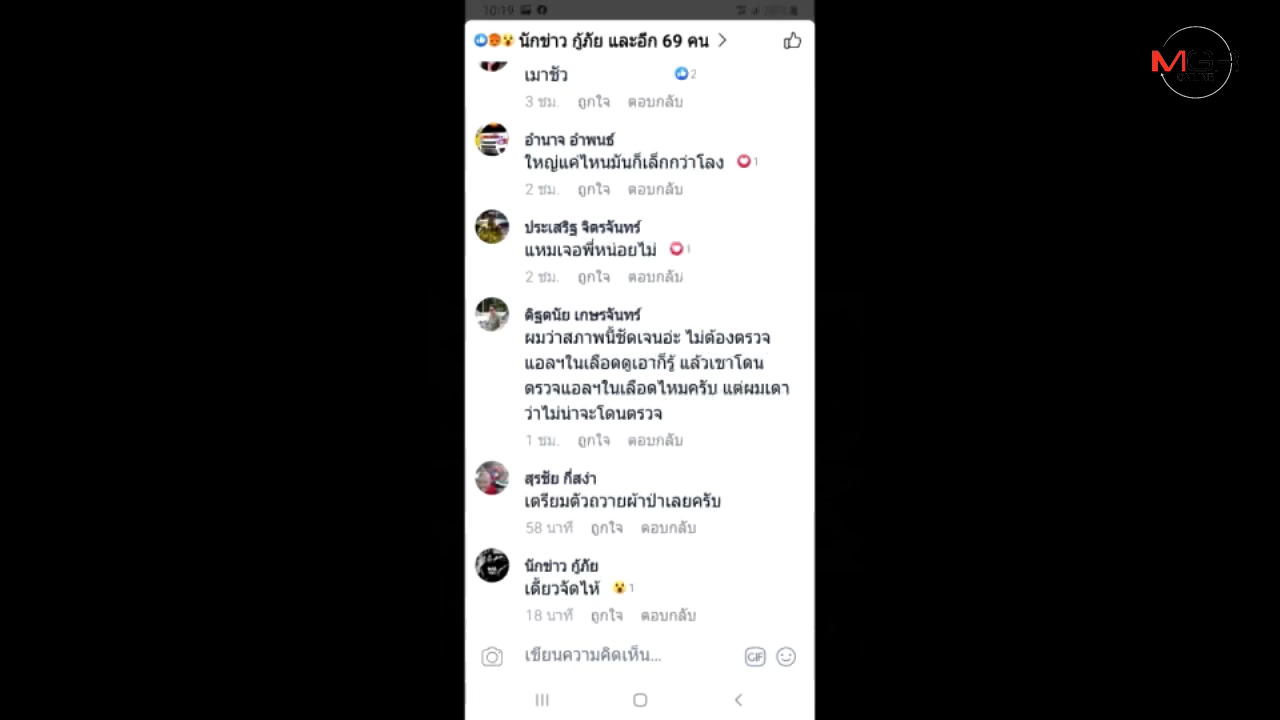 10:19
MGR
ONLINE
นักข่าว กู้ภัย และอีก 69 คน
เมาชัว
2
3 ชม. ถูกใจ ตอบกลับ
อำนาจ อำพนธ์
ใหญ่แค่ไหนมันก็เล็กกว่าโลง
1
2 ชม. ถูกใจ ตอบกลับ
ประเสริฐ จิตรจันทร์
แหมเจอพี่หน่อยไม่
1
2 ชม. ถูกใจ ตอบกลับ
ดิฐดนัย เกษรจันทร์
ผมว่าสภาพนี้ชัดเจนอ่ะ ไม่ต้องตรวจ
แอลฯในเลือดดูเอาก็รู้ แล้วเขาโดน
ตรวจแอลฯในเลือดไหมครับ แต่ผมเดา
ว่าไม่น่าจะโดนตรวจ
1 ชม. ถูกใจ ตอบกลับ
สุรชัย กี่สง่า
เตรียมตัวถวายผ้าป่าเลยครับ
58 นาที ถูกใจ ตอบกลับ
นักข่าว กู้ภัย
เดี้ยวจัดไห้
1
18 นาที ถูกใจ ตอบกลับ
เขียนความคิดเห็น...
GIF